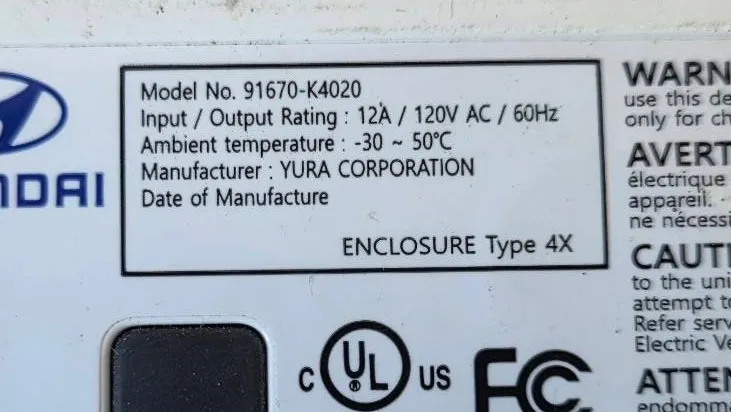 Model No. 91670-K4020
Input / Output Rating : 12A / 120V AC / 60Hz
Ambient temperature : -30 ~ 50℃
Manufacturer : YURA CORPORATION
Date of Manufacture
ENCLOSURE Type 4X
NDAI
C UL® US
FC
WARN
use this de
only for ch
AVERT
électrique
appareil.
ne nécessi
CAUTI
to the uni
attempt to
Refer serv
Electric Ve
ATTEN
endomma